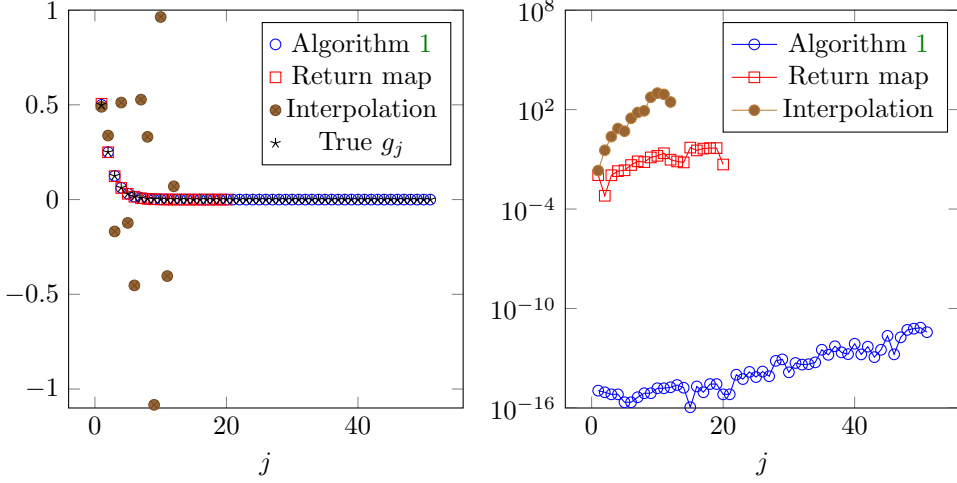 1
0.5
0
−0.5
−1
0
20
40
j
Algorithm 1
Return map
Interpolation
True g_j
10^8
10^2
10^−4
10^−10
10^−16
0
20
40
j
Algorithm 1
Return map
Interpolation